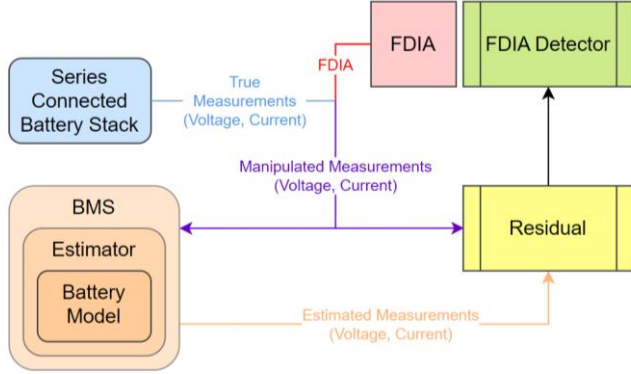 FDIA
FDIA Detector
FDIA
Series
Connected
Battery Stack
True
Measurements
(Voltage, Current)
Manipulated Measurements
(Voltage, Current)
BMS
Estimator
Battery
Model
Residual
Estimated Measurements
(Voltage, Current)